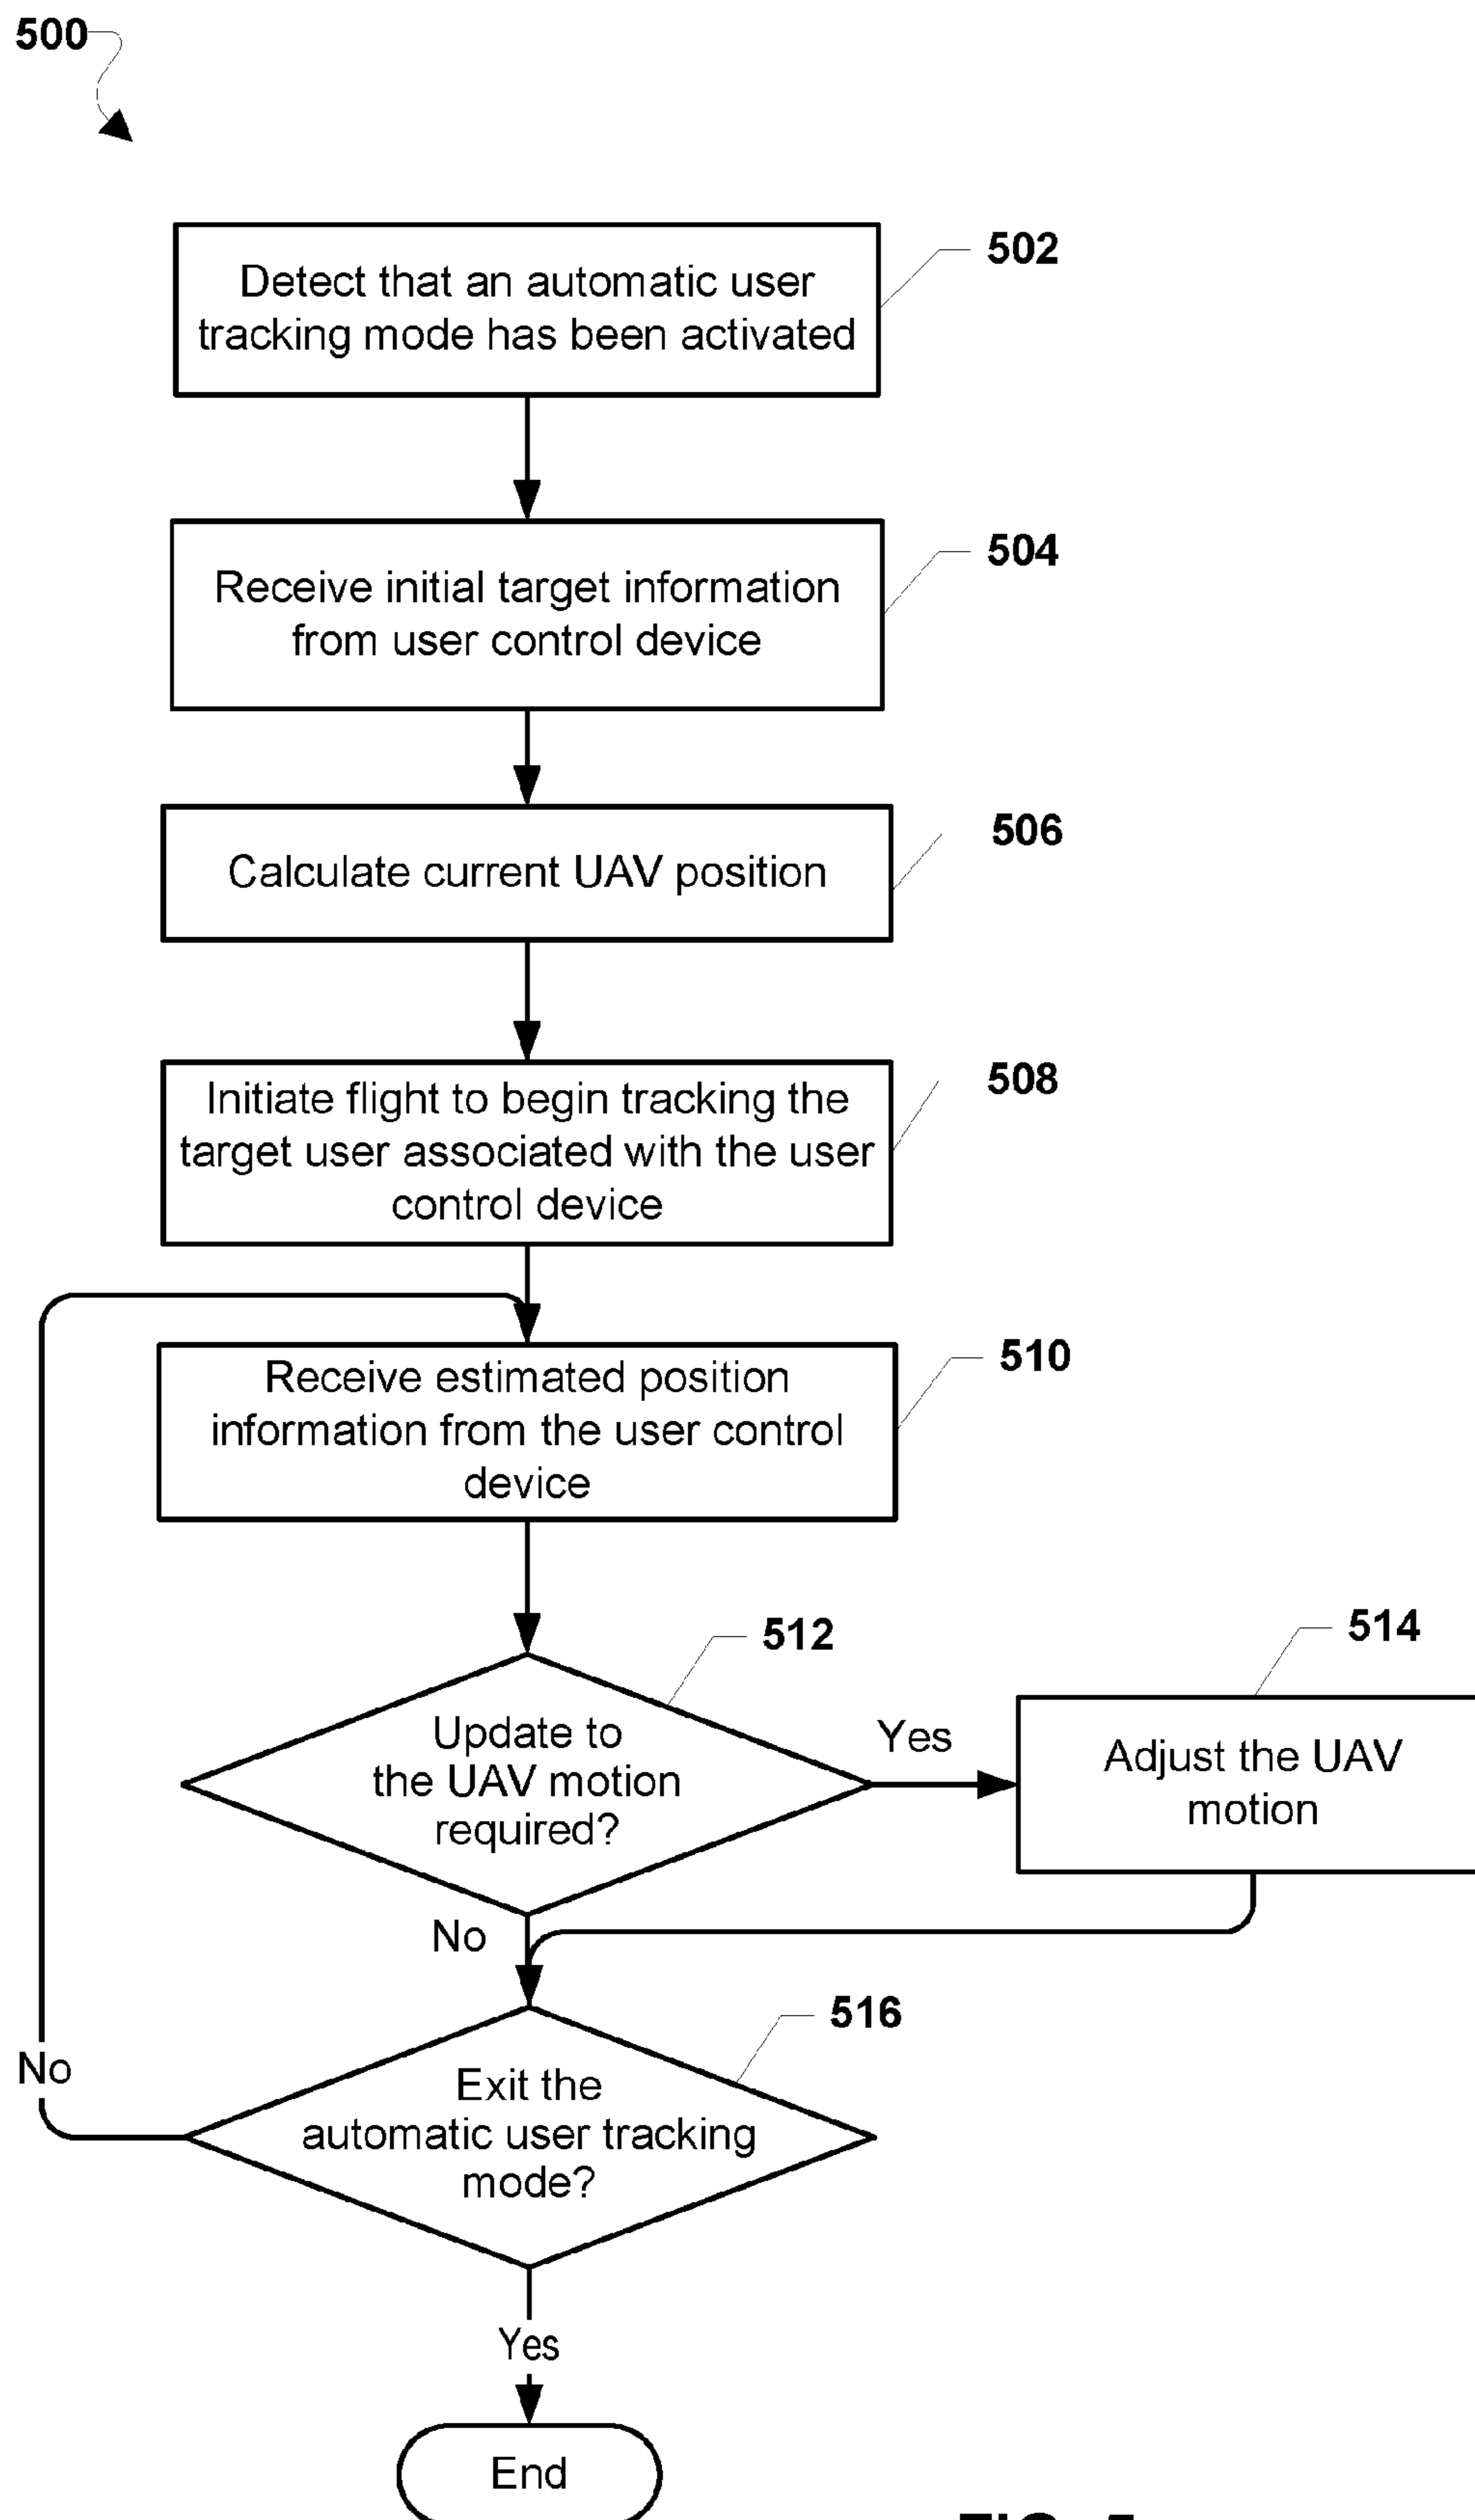 500
502
Detect that an automatic user
tracking mode has been activated
504
Receive initial target information
from user control device
506
Calculate current UAV position
508
Initiate flight to begin tracking the
target user associated with the user
control device
510
Receive estimated position
information from the user control
device
512
514
Update to
the UAV motion
required?
Yes
Adjust the UAV
motion
No
516
No
Exit the
automatic user tracking
mode?
Yes
End